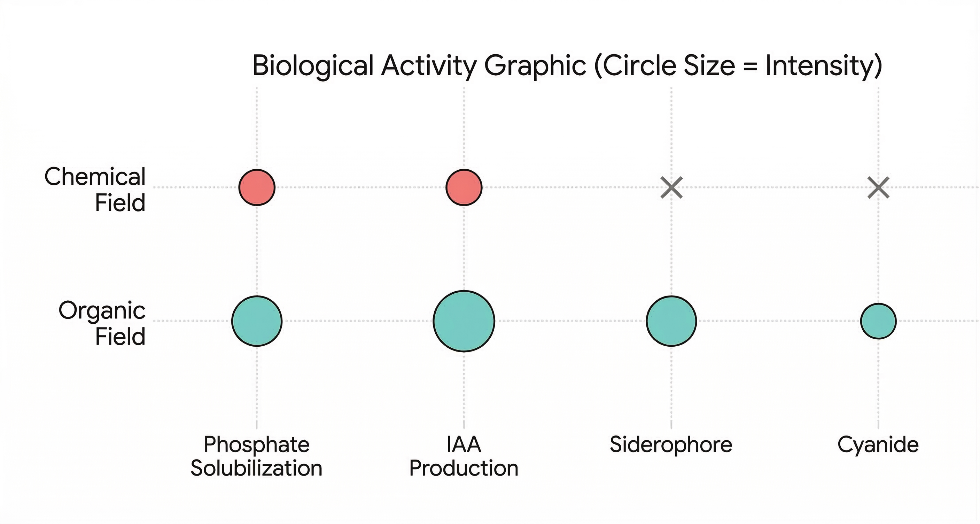 Biological Activity Graphic (Circle Size = Intensity)
Chemical
Field
Organic
Field
Phosphate
Solubilization
IAA
Production
Siderophore
Cyanide